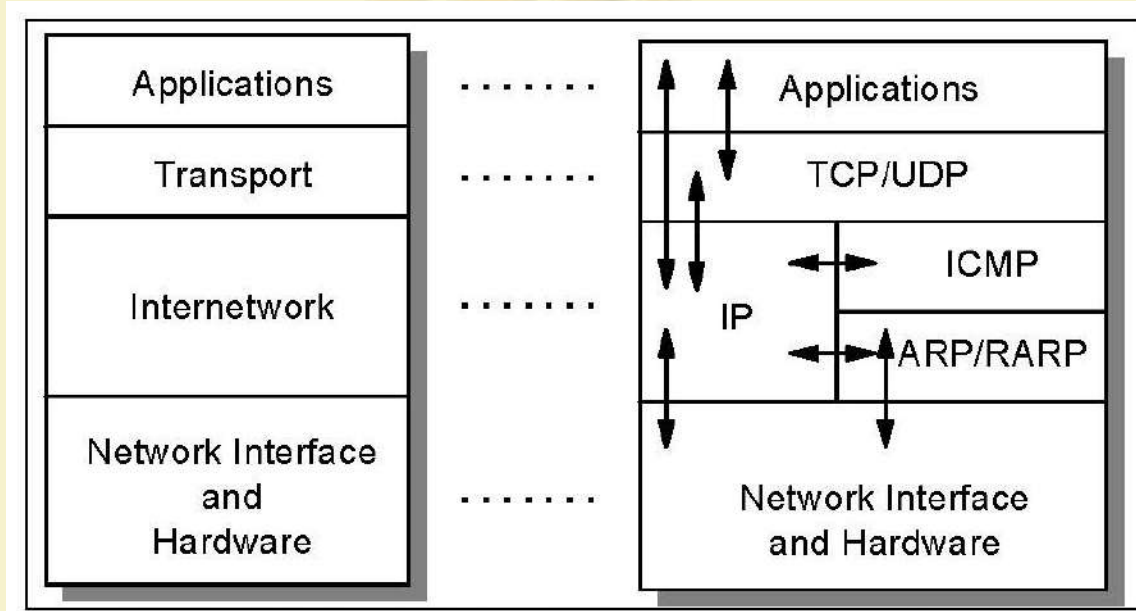 Applications
Transport
Internetwork
Network Interface
and
Hardware
Applications
TCP/UDP
IP
ICMP
ARP/RARP
Network Interface
and Hardware